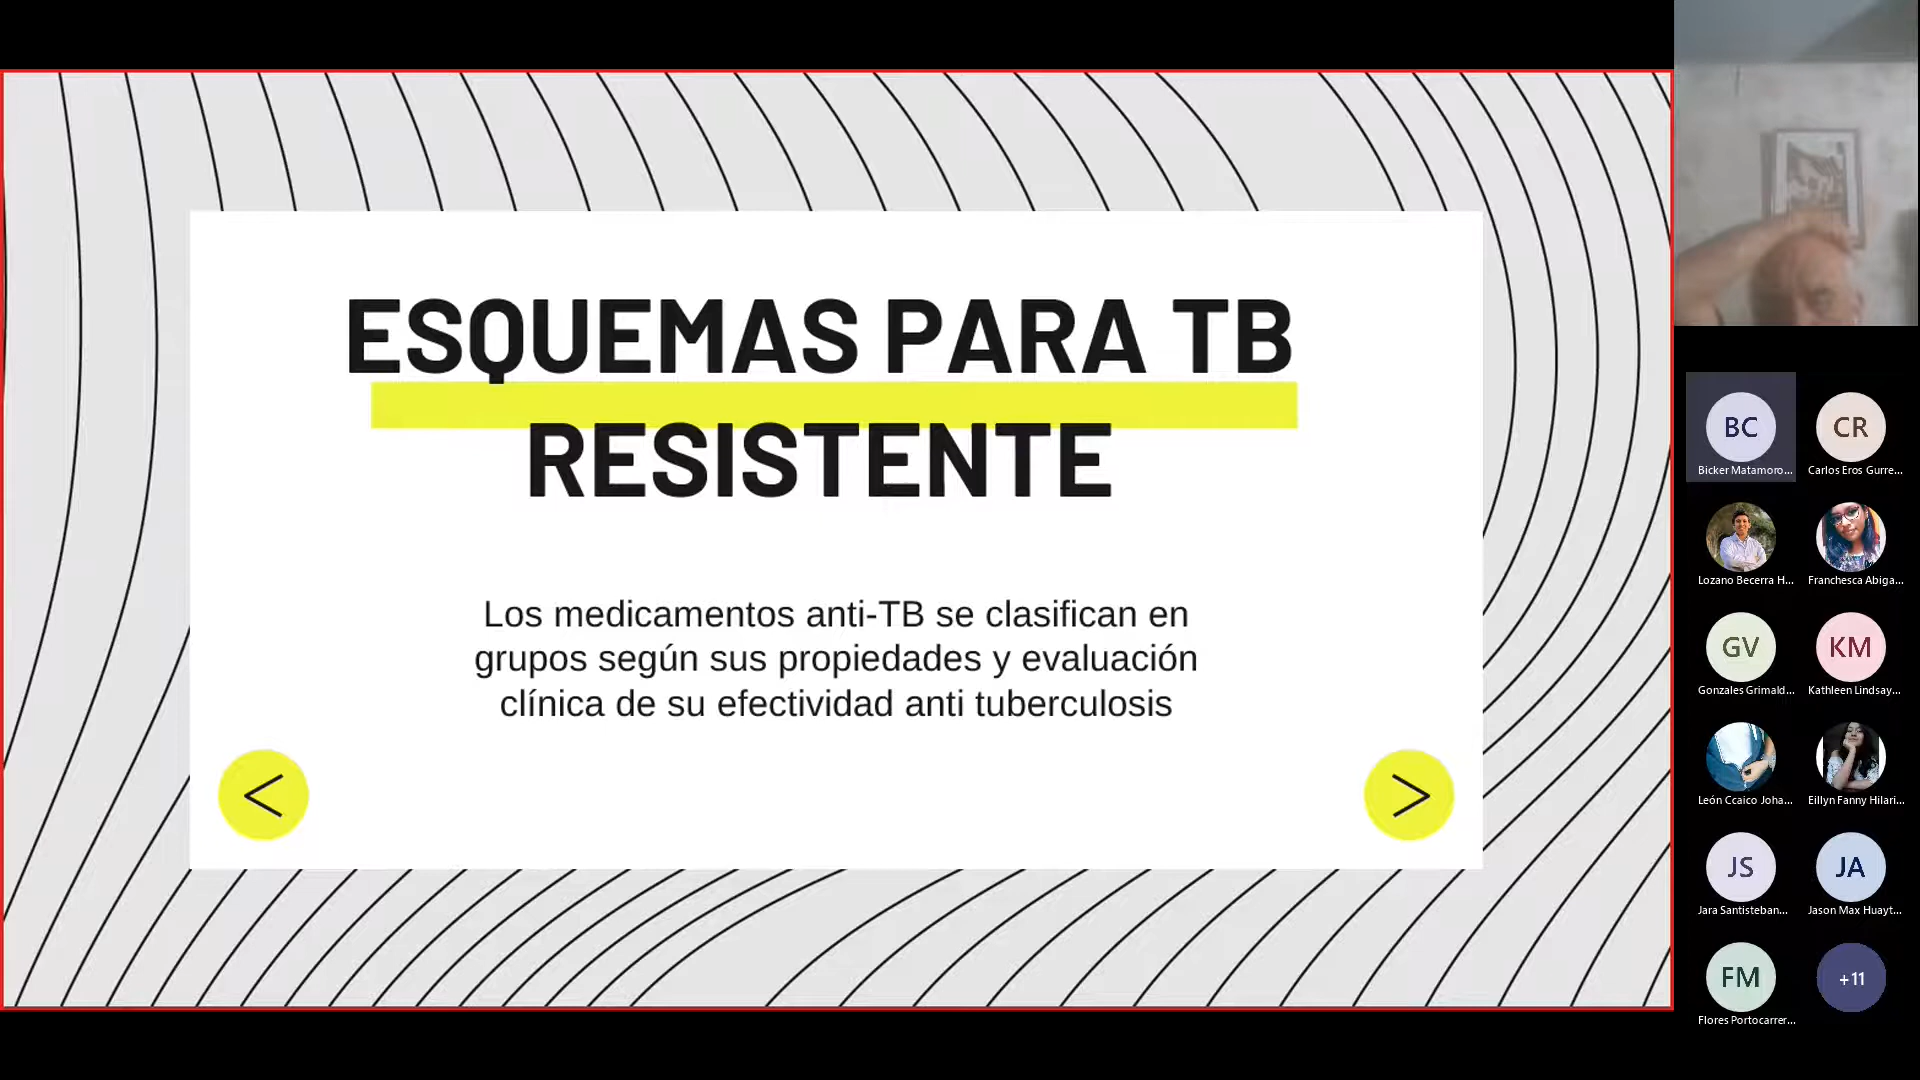 ESQUEMAS PARA TB
RESISTENTE
Los medicamentos anti-TB se clasifican en
grupos según sus propiedades y evaluación
clínica de su efectividad anti tuberculosis
<
>
BC
CR
Bicker Matamoro...
Carlos Eros Gurre...
Lozano Becerra H...
Franchesca Abiga...
GV
KM
Gonzales Grimald...
Kathleen Lindsay...
León Ccaico Joha...
Eillyn Fanny Hilari...
JS
JA
Jara Santisteban...
Jason Max Huayt...
FM
+11
Flores Portocarrer...